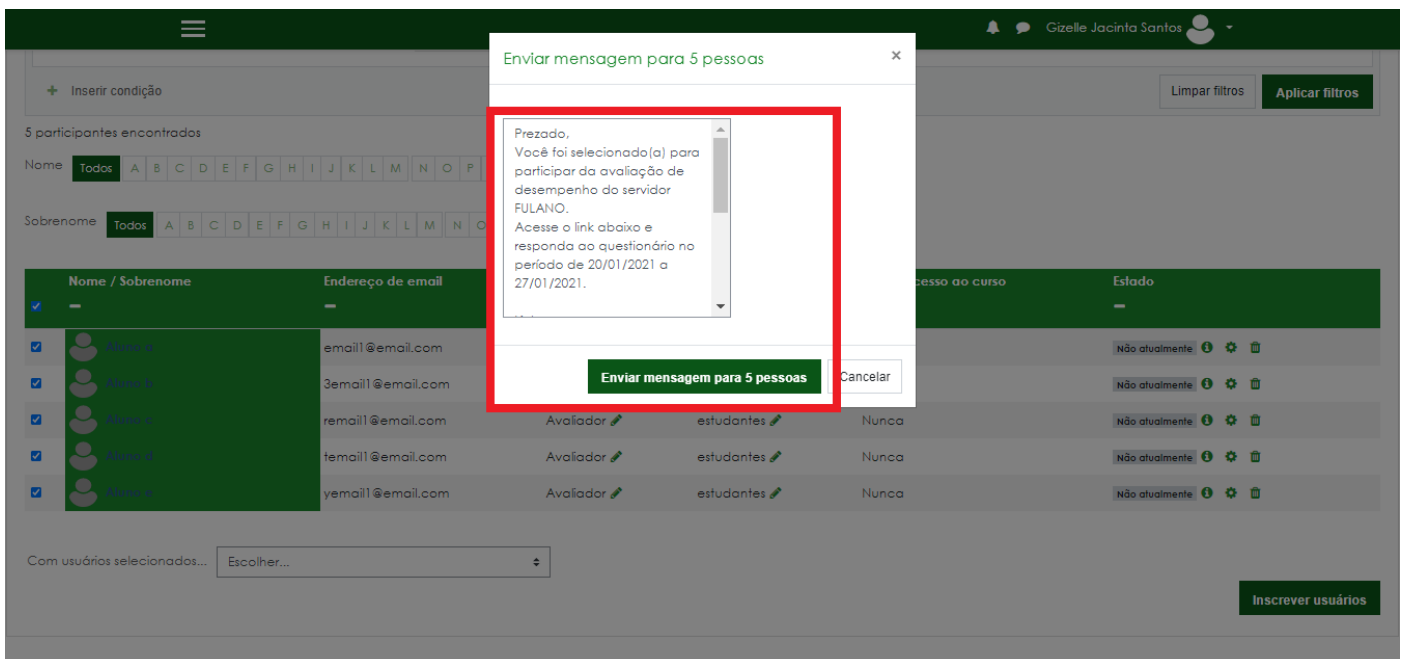 Gizelle Jacinta Santos
Enviar mensagem para 5 pessoas ×
+ Inserir condição
Limpar filtros Aplicar filtros
5 participantes encontrados
Nome Todos A B C D E F G H I J K L M N O P
Sobrenome Todos A B C D E F G H I J K L M N O
Prezado,
Você foi selecionado(a) para
participar da avaliação de
desempenho do servidor
FULANO.
Acesse o link abaixo e
responda ao questionário no
período de 20/01/2021 a
27/01/2021.
Enviar mensagem para 5 pessoas Cancelar
Nome / Sobrenome Endereço de email cesso ao curso Estado
Aluno a email1@email.com Não atualmente
Aluno b 3email1@email.com Não atualmente
Aluno c remail1@email.com Avaliador estudantes Nunca Não atualmente
Aluno d temail1@email.com Avaliador estudantes Nunca Não atualmente
Aluno e yemail1@email.com Avaliador estudantes Nunca Não atualmente
Com usuários selecionados... Escolher...
Inscrever usuários